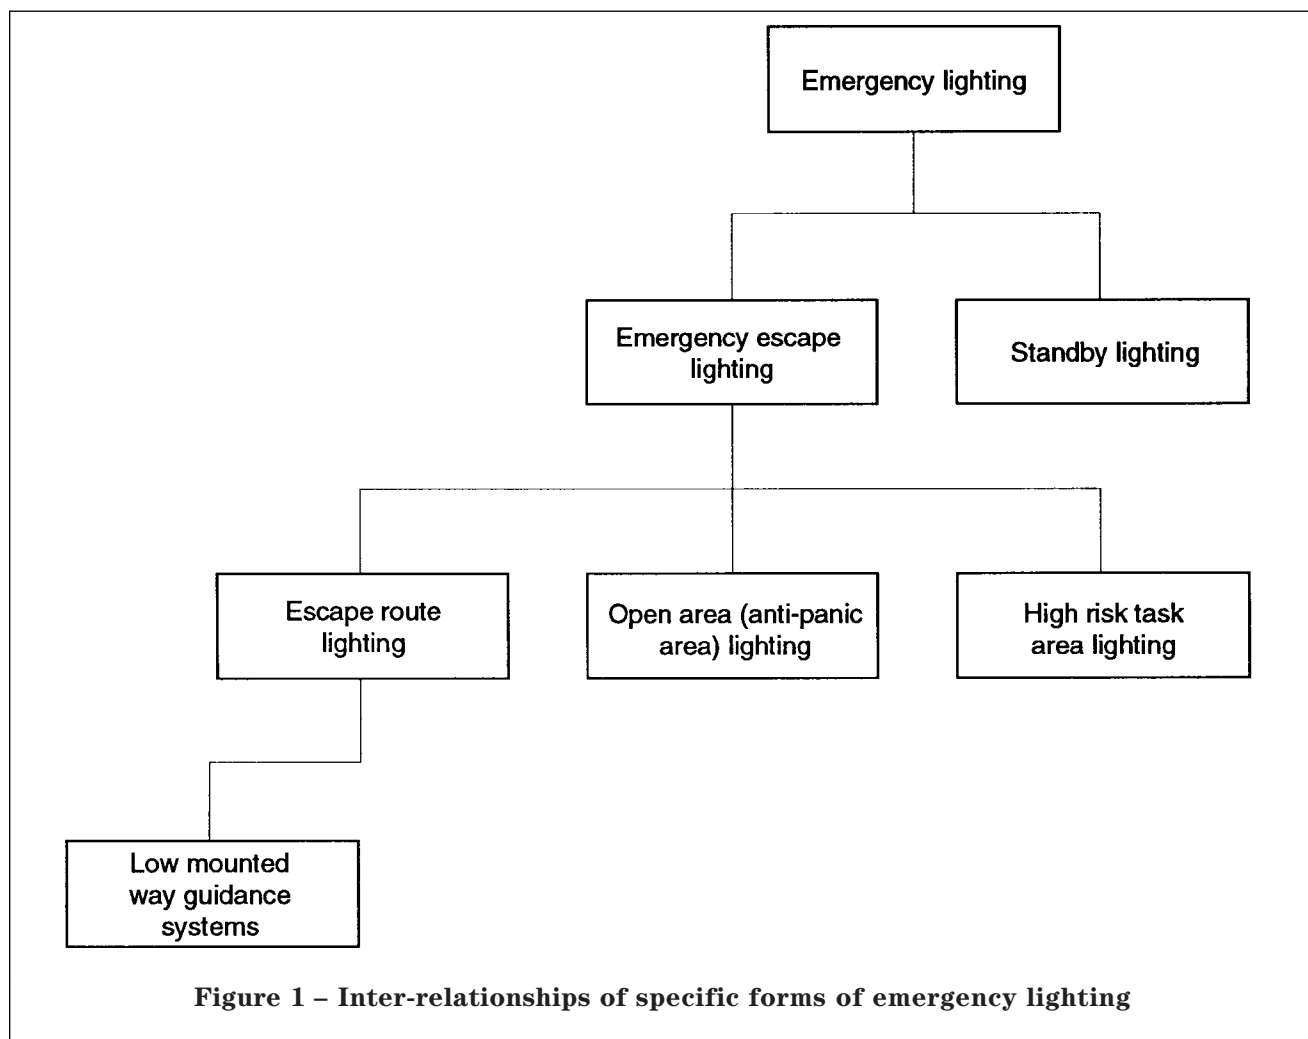 Emergency lighting
Emergency escape
lighting
Standby lighting
Escape route
lighting
Open area (anti-panic
area) lighting
High risk task
area lighting
Low mounted
way guidance
systems
Figure 1 – Inter-relationships of specific forms of emergency lighting